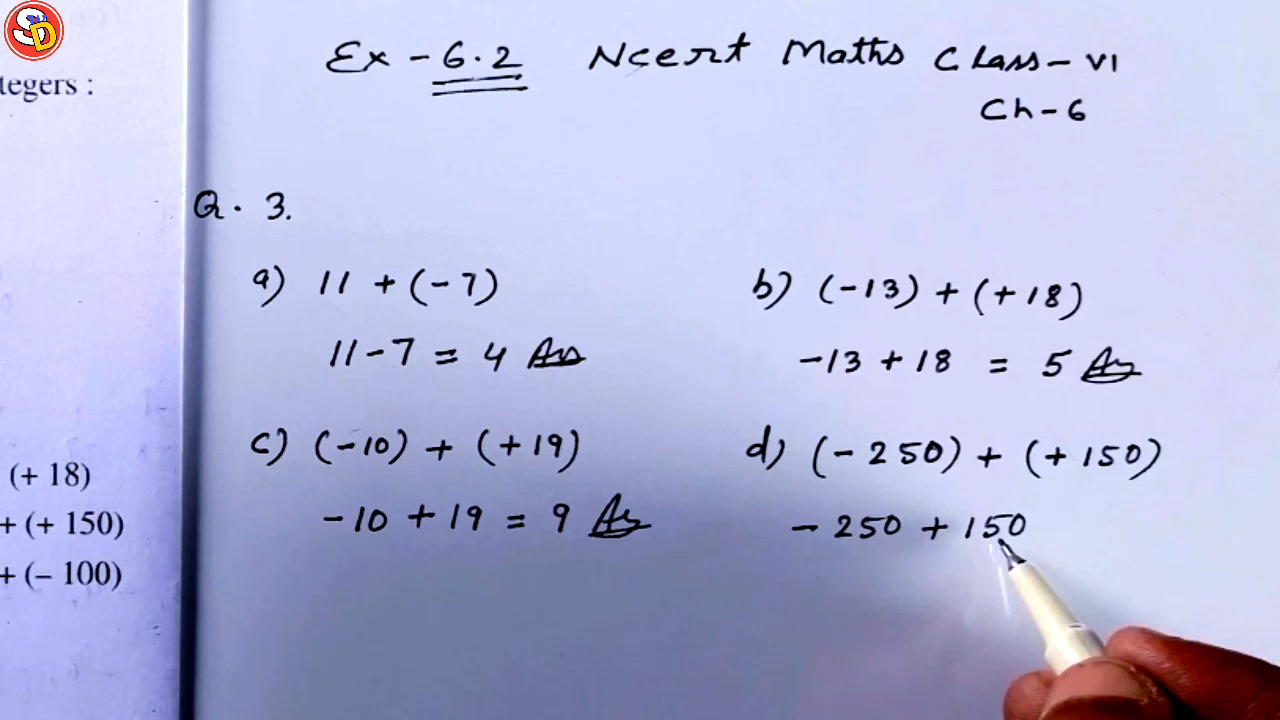 SD
tegers :
(+ 18)
+ (+ 150)
+ (– 100)
Ex - 6.2 Ncert Maths Class - VI
Ch - 6
Q. 3.
a) 11 + (-7)
11 - 7 = 4 Ans
b) (-13) + (+18)
-13 + 18 = 5 Ans
c) (-10) + (+19)
-10 + 19 = 9 Ans
d) (-250) + (+150)
-250 + 150